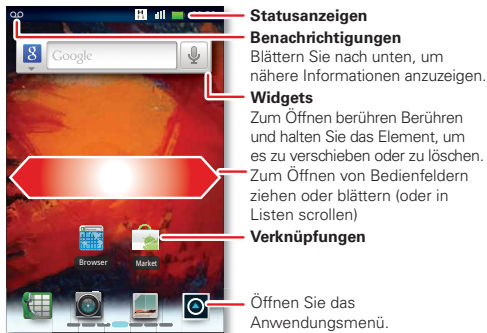 Statusanzeigen
Benachrichtigungen
Blättern Sie nach unten, um
nähere Informationen anzuzeigen.
8 Google
Widgets
Zum Öffnen berühren Berühren
und halten Sie das Element, um
es zu verschieben oder zu löschen.
Zum Öffnen von Bedienfeldern
ziehen oder blättern (oder in
Listen scrollen)
Verknüpfungen
Browser
Market
Öffnen Sie das
Anwendungsmenü.